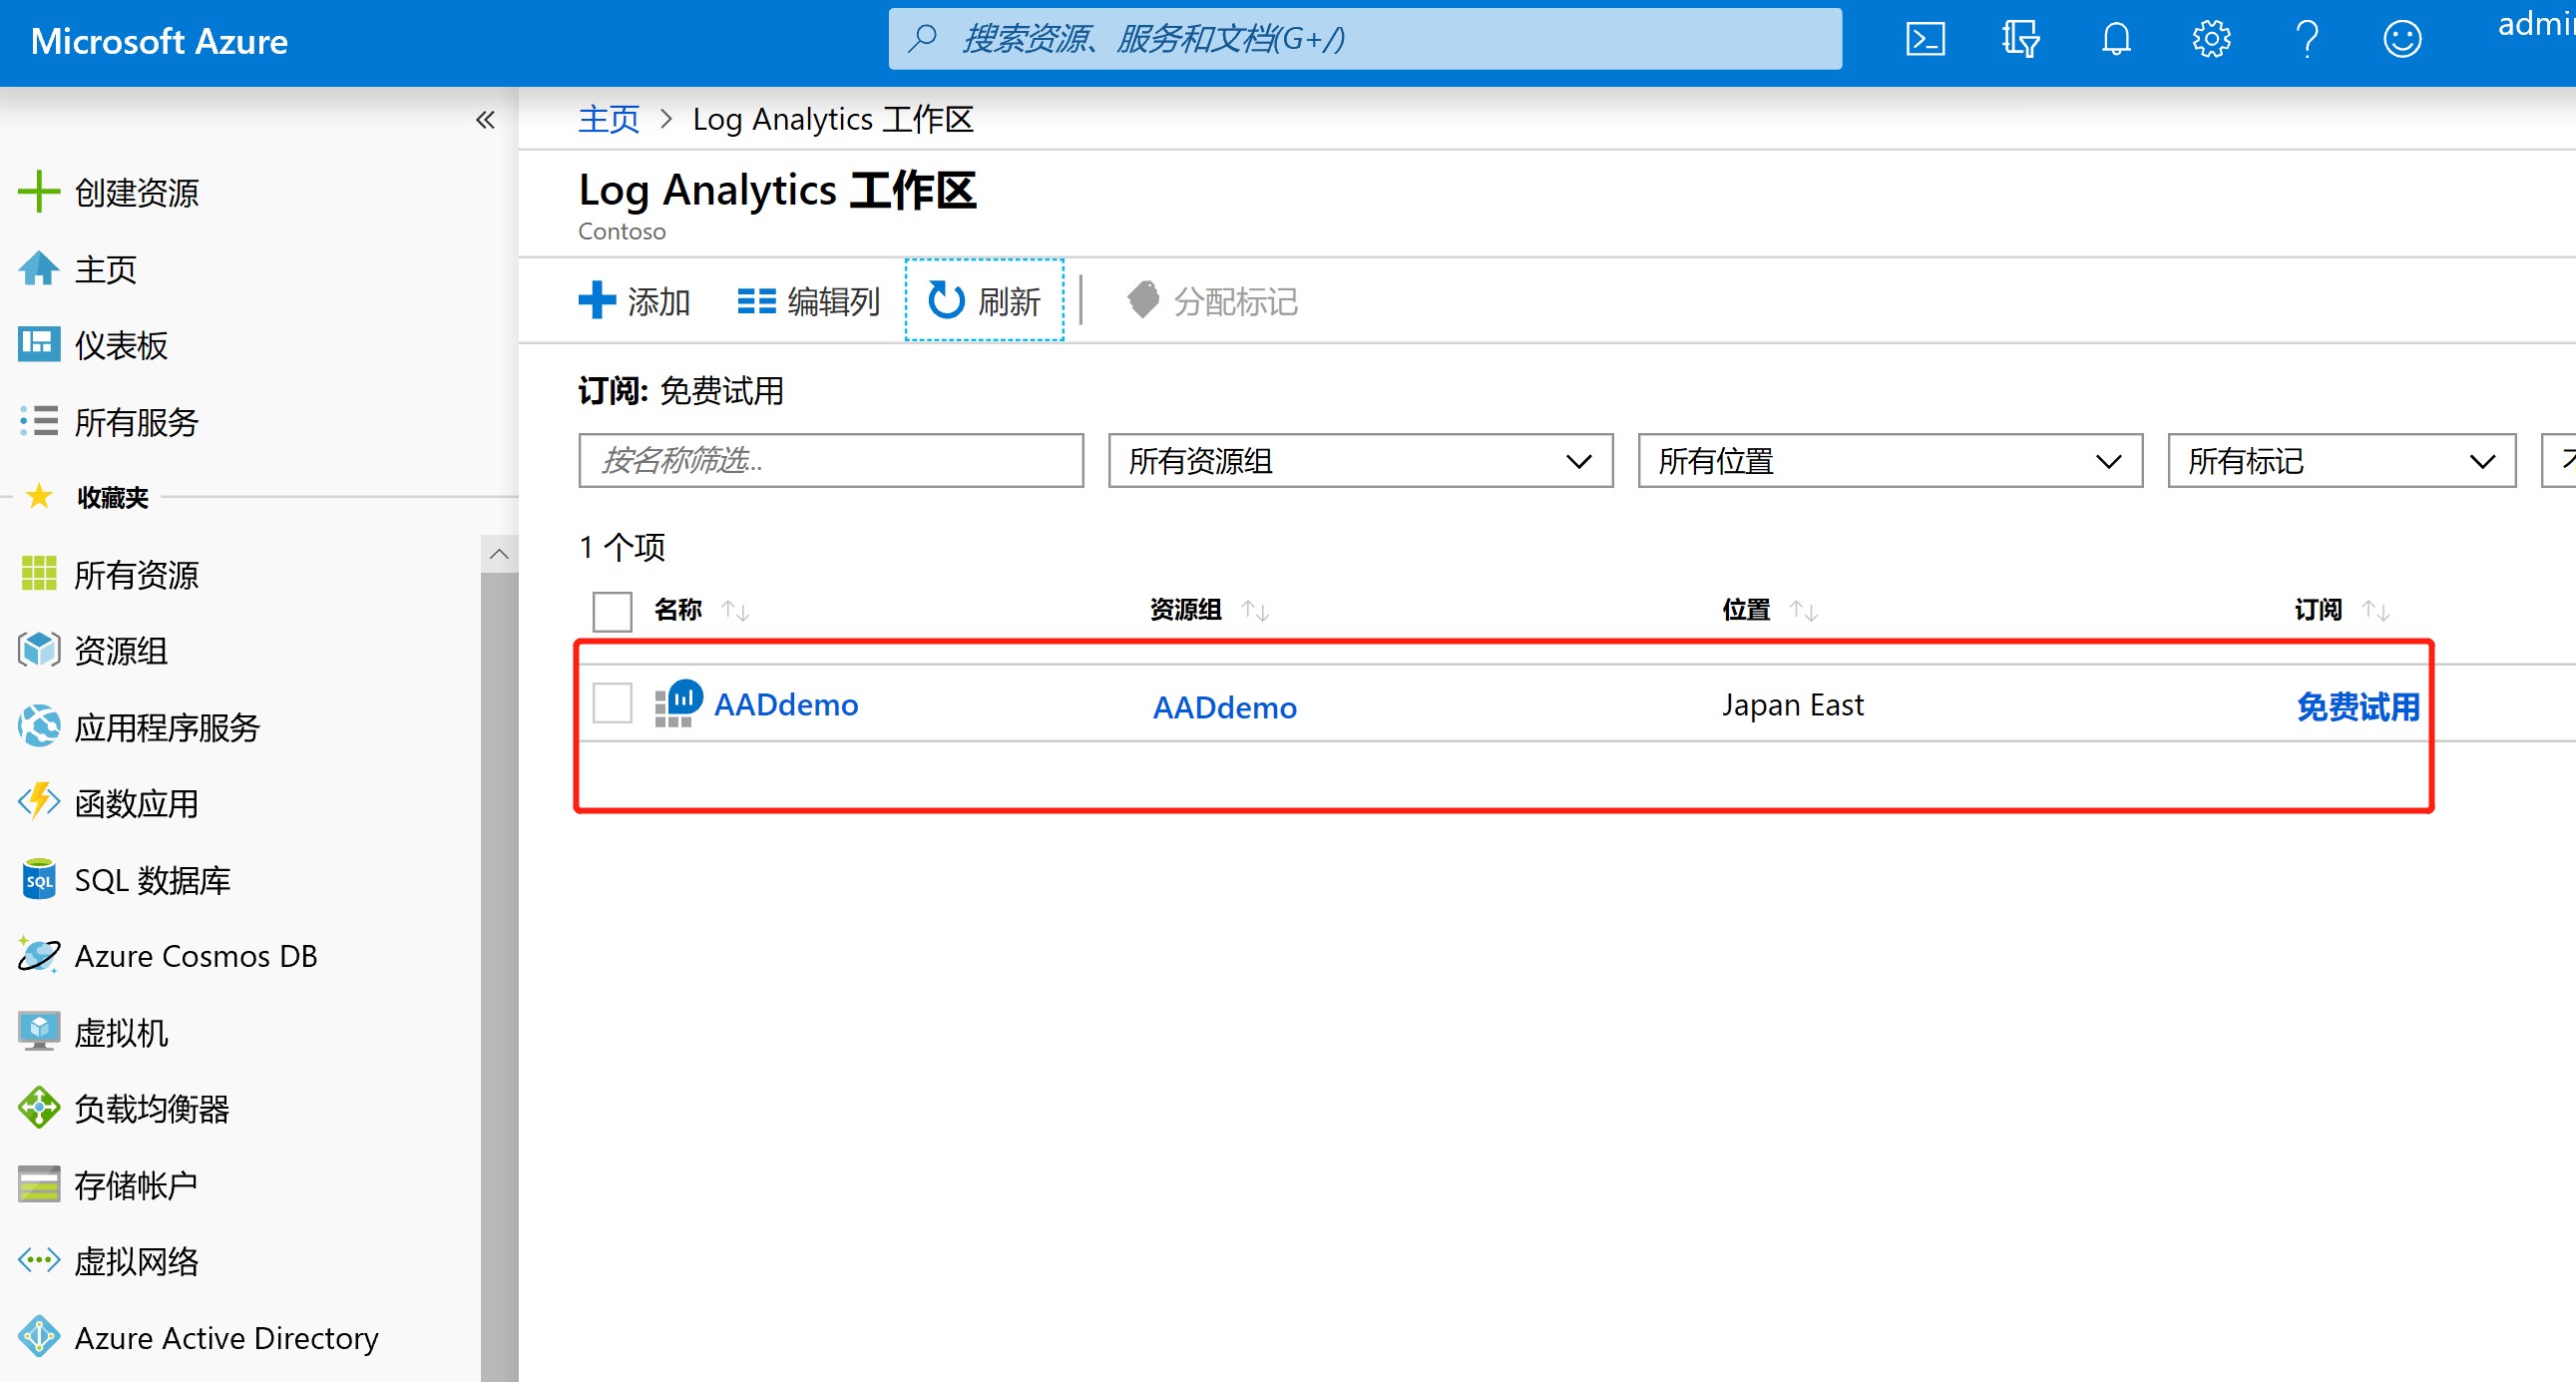 Microsoft Azure
搜索资源、服务和文档(G+/)
admin
主页 > Log Analytics 工作区
Log Analytics 工作区
Contoso
添加
编辑列
刷新
分配标记
订阅: 免费试用
按名称筛选...
所有资源组
所有位置
所有标记
1 个项
名称
资源组
位置
订阅
AADdemo
AADdemo
Japan East
免费试用
创建资源
主页
仪表板
所有服务
收藏夹
所有资源
资源组
应用程序服务
函数应用
SQL 数据库
Azure Cosmos DB
虚拟机
负载均衡器
存储帐户
虚拟网络
Azure Active Directory